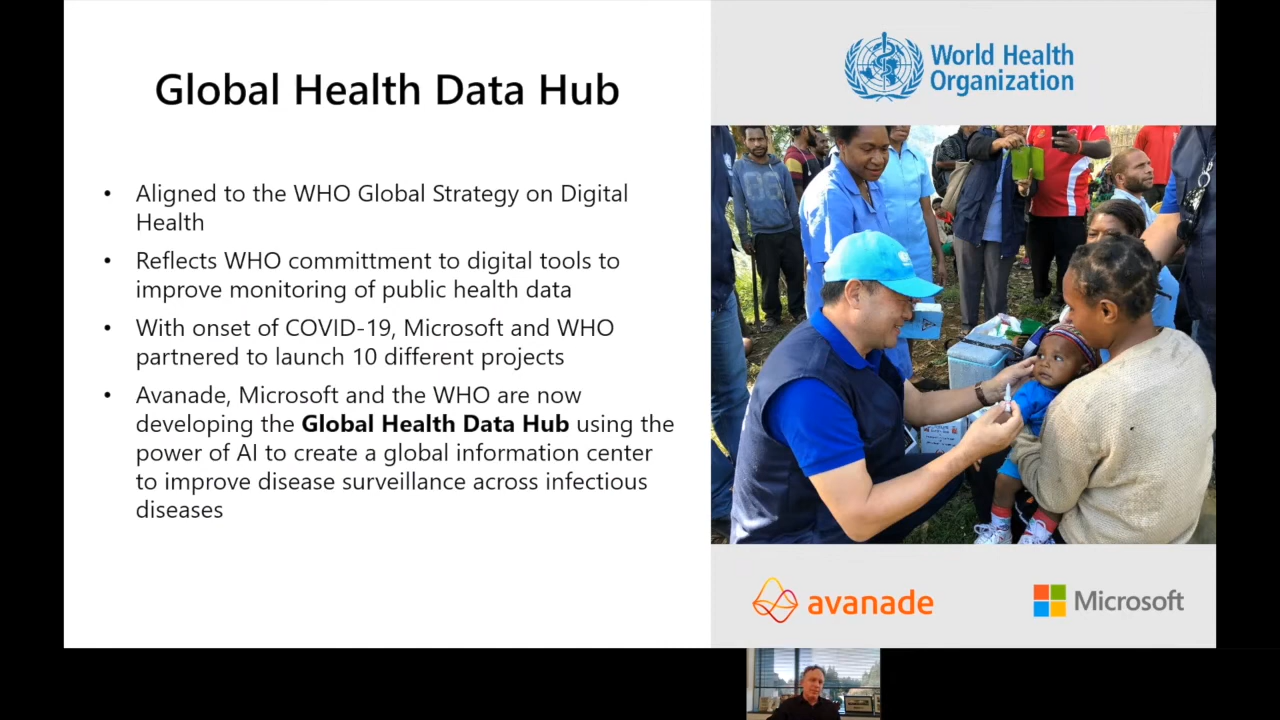 Global Health Data Hub
• Aligned to the WHO Global Strategy on Digital
Health
• Reflects WHO committment to digital tools to
improve monitoring of public health data
• With onset of COVID-19, Microsoft and WHO
partnered to launch 10 different projects
• Avanade, Microsoft and the WHO are now
developing the Global Health Data Hub using the
power of AI to create a global information center
to improve disease surveillance across infectious
diseases
World Health
Organization
avanade
Microsoft